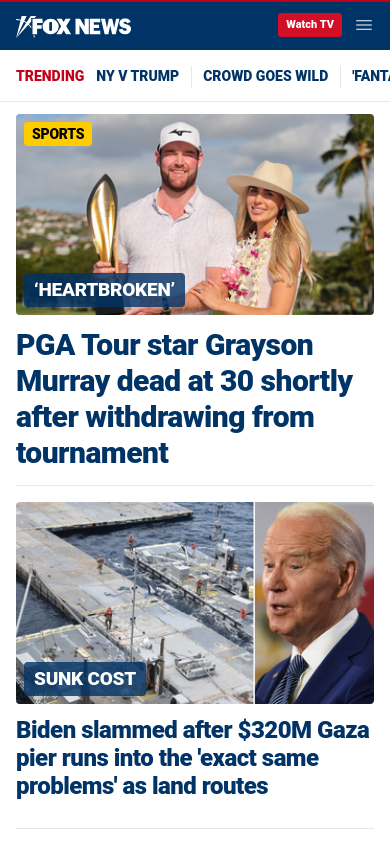 FOX NEWS
Watch TV
TRENDING NY V TRUMP CROWD GOES WILD 'FANTA
SPORTS
‘HEARTBROKEN’
PGA Tour star Grayson
Murray dead at 30 shortly
after withdrawing from
tournament
SUNK COST
Biden slammed after $320M Gaza
pier runs into the 'exact same
problems' as land routes